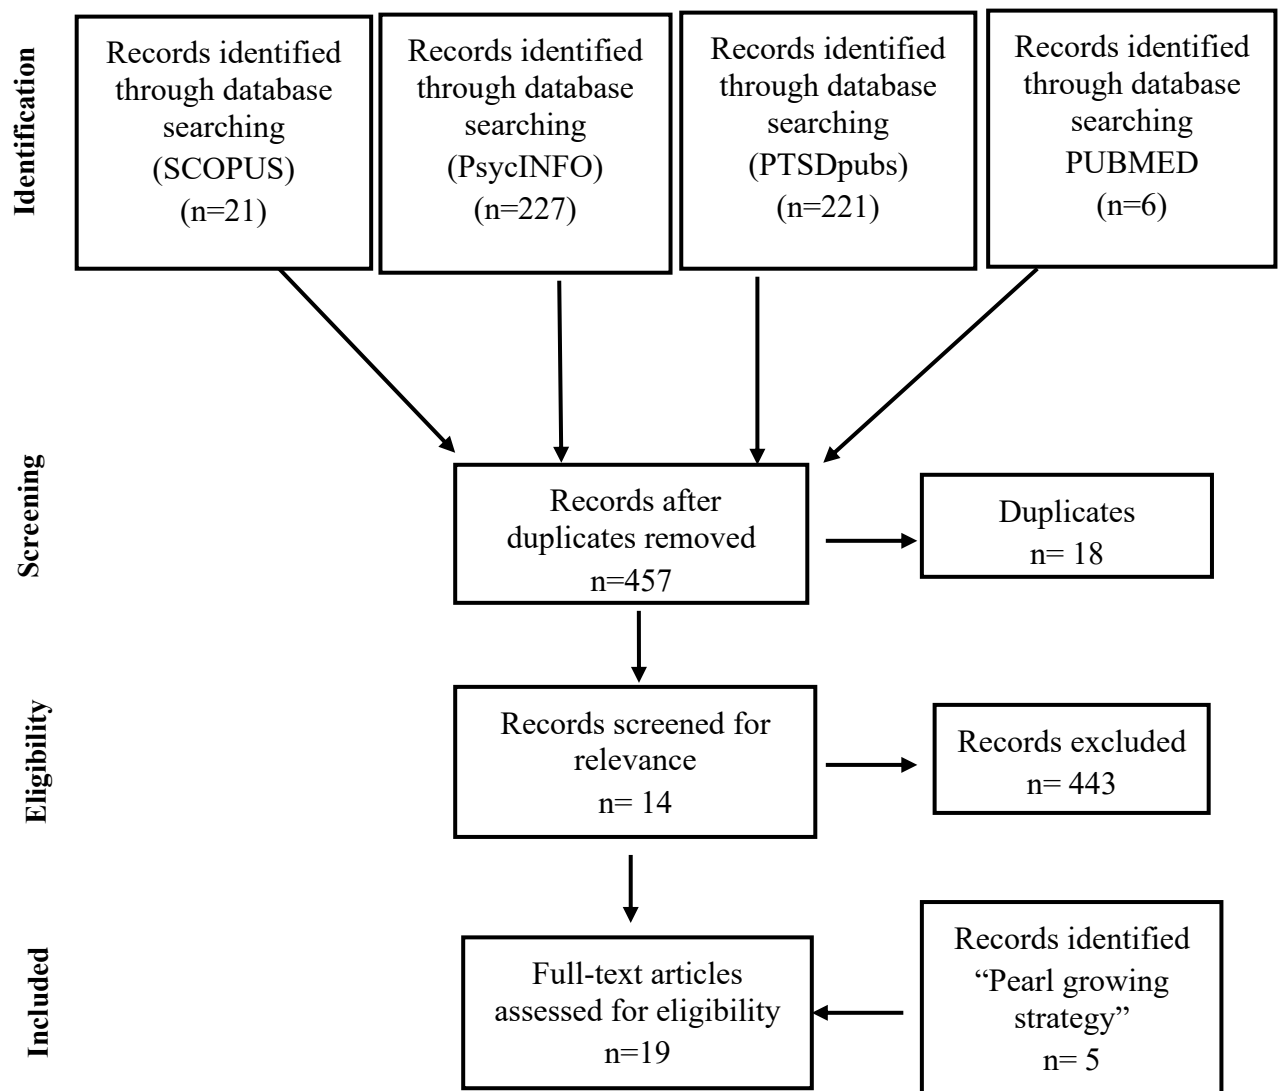 Identification
Records identified
through database
searching
(SCOPUS)
(n=21)
Records identified
through database
searching
(PsycINFO)
(n=227)
Records identified
through database
searching
(PTSDpubs)
(n=221)
Records identified
through database
searching
PUBMED
(n=6)
Screening
Records after
duplicates removed
n=457
Duplicates
n= 18
Eligibility
Records screened for
relevance
n= 14
Records excluded
n= 443
Included
Full-text articles
assessed for eligibility
n=19
Records identified
“Pearl growing
strategy”
n= 5